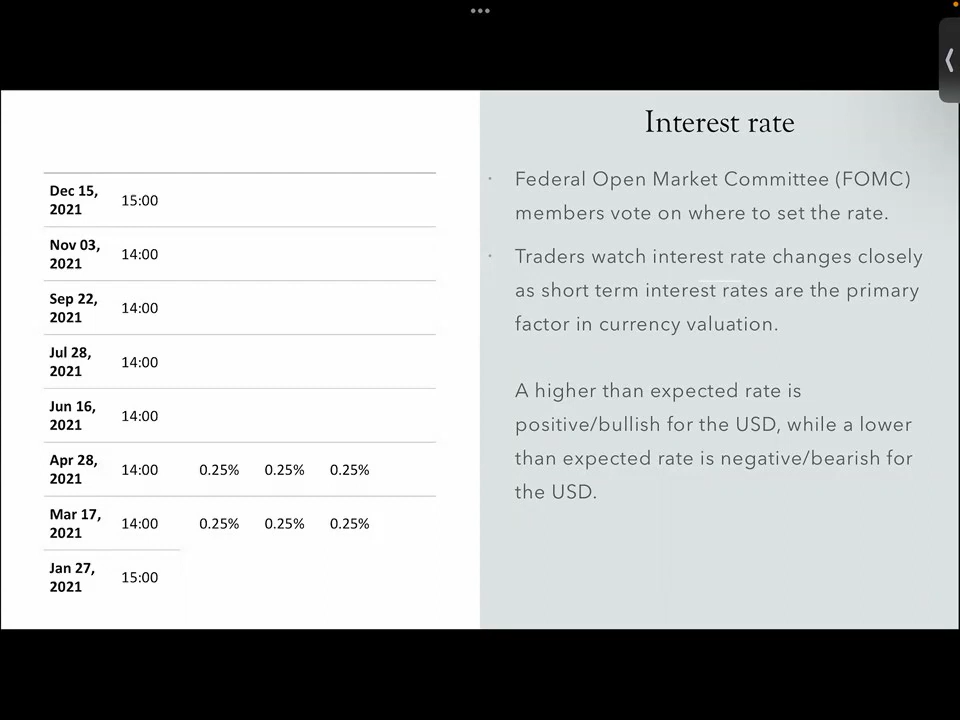 Interest rate
Dec 15,
2021
15:00
Nov 03,
2021
14:00
Sep 22,
2021
14:00
Jul 28,
2021
14:00
Jun 16,
2021
14:00
Apr 28,
2021
14:00 0.25% 0.25% 0.25%
Mar 17,
2021
14:00 0.25% 0.25% 0.25%
Jan 27,
2021
15:00
· Federal Open Market Committee (FOMC)
members vote on where to set the rate.
· Traders watch interest rate changes closely
as short term interest rates are the primary
factor in currency valuation.
A higher than expected rate is
positive/bullish for the USD, while a lower
than expected rate is negative/bearish for
the USD.